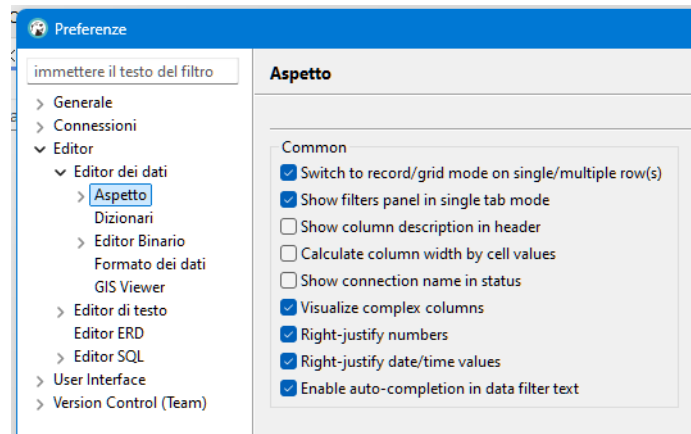 Preferenze
immettere il testo del filtro
Generale
Connessioni
Editor
Editor dei dati
Aspetto
Dizionari
Editor Binario
Formato dei dati
GIS Viewer
Editor di testo
Editor ERD
Editor SQL
User Interface
Version Control (Team)
Aspetto
Common
Switch to record/grid mode on single/multiple row(s)
Show filters panel in single tab mode
Show column description in header
Calculate column width by cell values
Show connection name in status
Visualize complex columns
Right-justify numbers
Right-justify date/time values
Enable auto-completion in data filter text